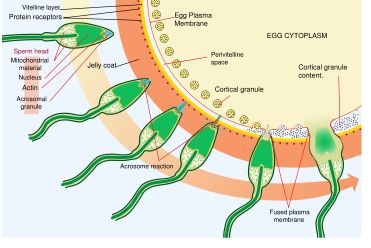 Vitelline layer
Protein receptors
Egg Plasma
Membrane
EGG CYTOPLASM
Sperm head
Mitochondrial
material
Nucleus
Actin
Acrosomal
granule
Jelly coat
Perivitelline
space
Cortical granule
Cortical granule
content.
Acrosome reaction
Fused plasma
membrane